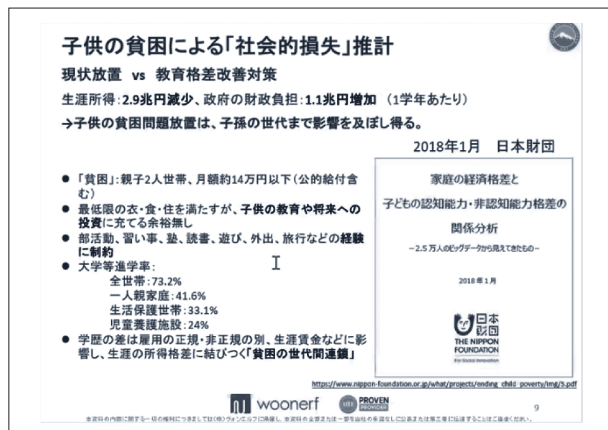 子供の貧困による「社会的損失」推計
現状放置 vs 教育格差改善対策
生涯所得：2.9兆円減少、政府の財政負担：1.1兆円増加 （1学年あたり）
→子供の貧困問題放置は、子孫の世代まで影響を及ぼし得る。
2018年1月 日本財団
● 「貧困」：親子2人世帯、月額約14万円以下（公的給付含
む）
● 最低限の衣・食・住を満たすが、子供の教育や将来への
投資に充てる余裕無し
● 部活動、習い事、塾、読書、遊び、外出、旅行などの経験
に制約
● 大学等進学率：
全世帯：73.2%
一人親家庭：41.6%
生活保護世帯：33.1%
児童養護施設：24%
● 学歴の差は雇用の正規・非正規の別、生涯賃金などに影
響し、生涯の所得格差に結びつく「貧困の世代間連鎖」
家庭の経済格差と
子どもの認知能力・非認知能力格差の
関係分析
－2.5万人のビッグデータから見えてきたもの－
2018年1月
日本
財団
THE NIPPON
FOUNDATION
For Social Innovation
https://www.nippon-foundation.or.jp/what/projects/ending_child_poverty/img/5.pdf
woonerf
PROVEN
PROVIDER
9